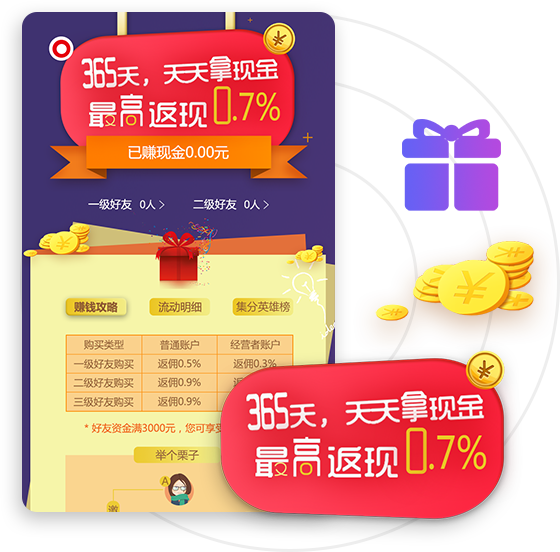 365天，天天拿现金
最高返现0.7%
已赚现金0.00元
一级好友 0人 二级好友 0人
赚钱攻略 流动明细 集分英雄榜
购买类型 普通账户 经营者账户
一级好友购买 返佣0.5% 返佣0.3%
二级好友购买 返佣0.9%
三级好友购买 返佣0.9%
* 好友资金满3000元，您可享受
举个栗子
A
邀
365天，天天拿现金
最高返现0.7%